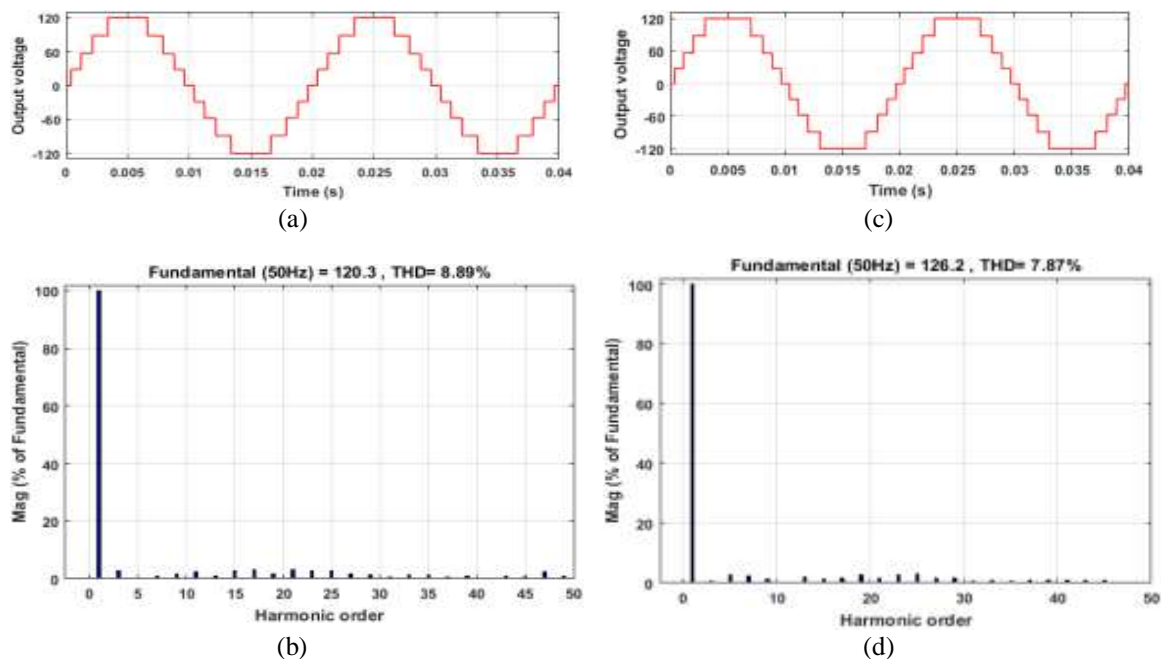 120
60
0
-60
-120
Output voltage
0 0.005 0.01 0.015 0.02 0.025 0.03 0.035 0.04
Time (s)
(a)
120
60
0
-60
-120
Output voltage
0 0.005 0.01 0.015 0.02 0.025 0.03 0.035 0.04
Time (s)
(c)
Fundamental (50Hz) = 120.3 , THD= 8.89%
100
80
60
40
20
0
Mag (% of Fundamental)
0 5 10 15 20 25 30 35 40 45 50
Harmonic order
(b)
Fundamental (50Hz) = 126.2 , THD= 7.87%
100
80
60
40
20
0
Mag (% of Fundamental)
0 10 20 30 40 50
Harmonic order
(d)